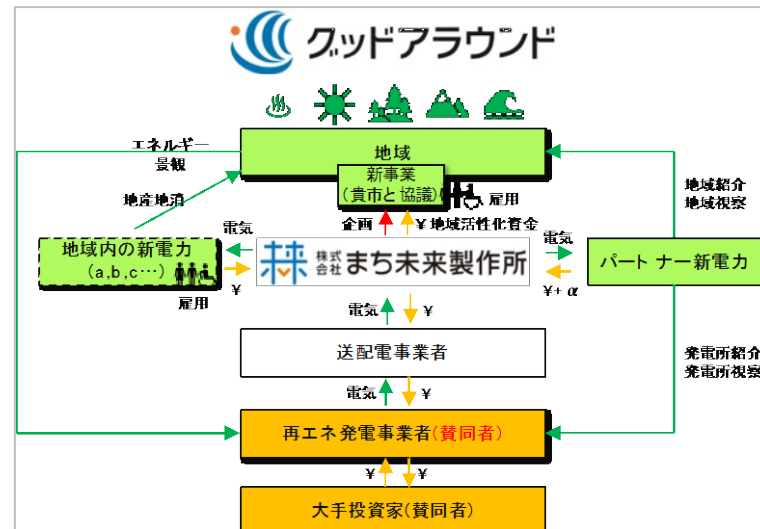 グッドアラウンド
エネルギー
景観
地域
新事業
(貴市と協議)
雇用
地産地消
企画
¥地域活性化資金
地域紹介
地域視察
電気
電気
地域内の新電力
(a,b,c…)
雇用
¥
未来
株式会社 まち未来製作所
パートナー新電力
¥+α
電気
¥
送配電事業者
発電所紹介
発電所視察
電気
¥
再エネ発電事業者(賛同者)
¥
¥
大手投資家(賛同者)